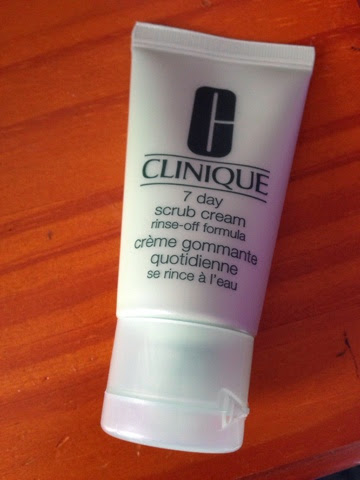 CLINIQUE
7 day
scrub cream
rinse-off formula
crème gommante
quotidienne
se rince à l'eau